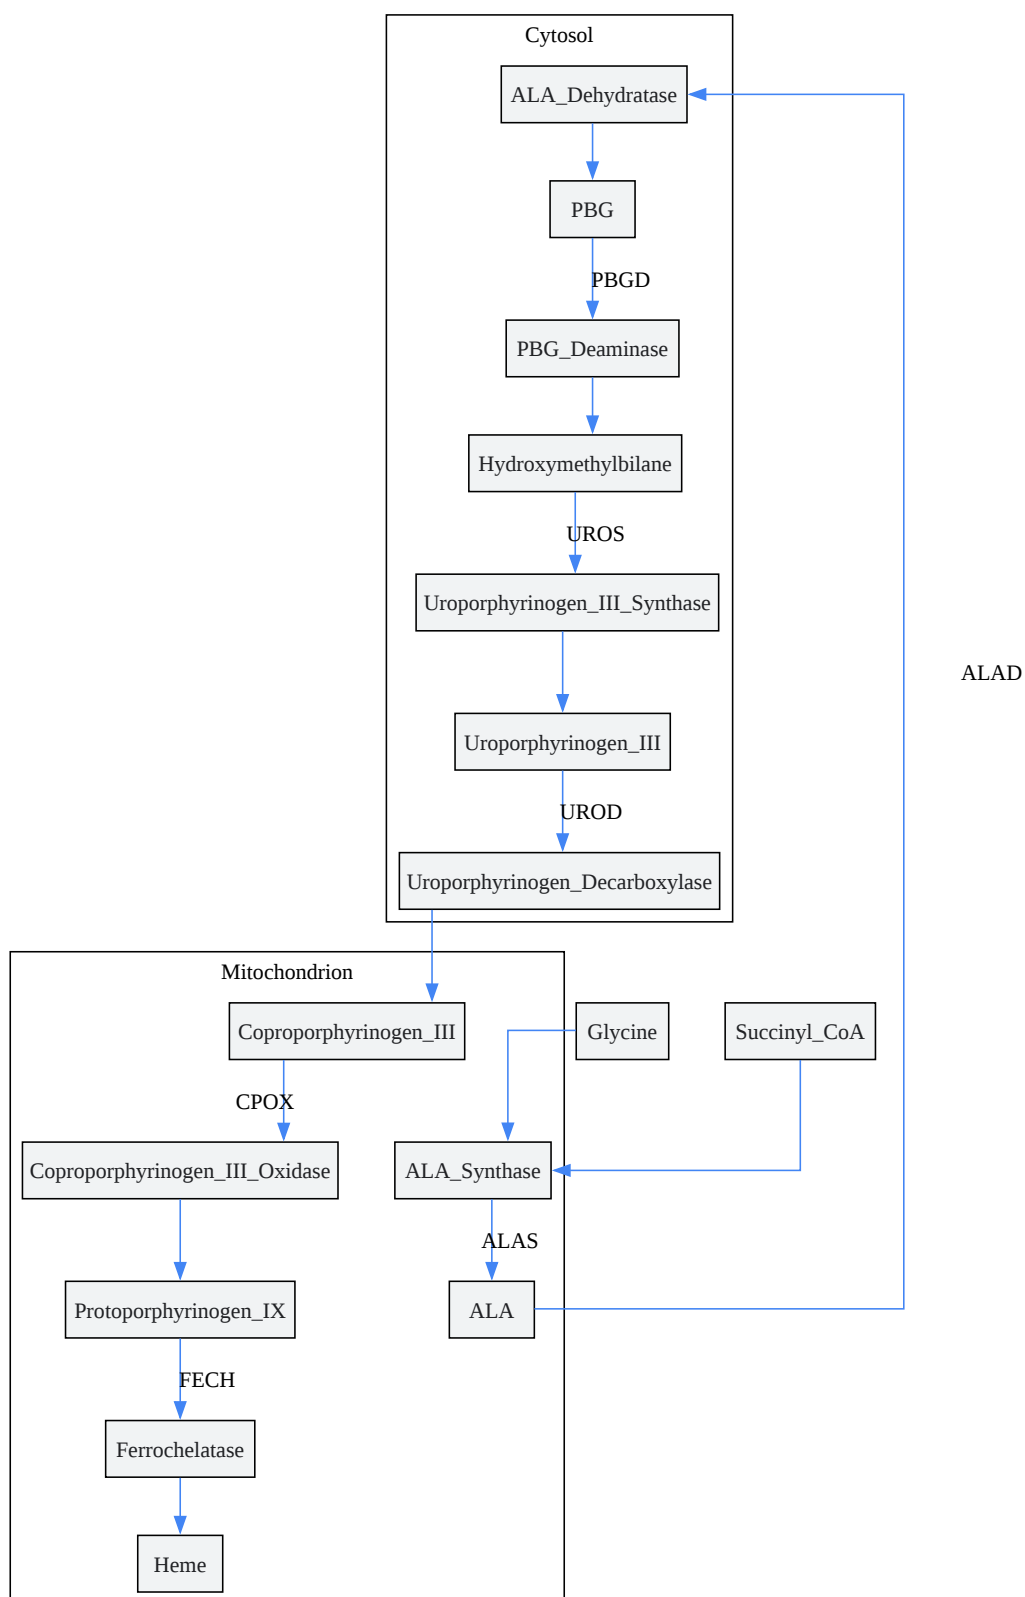 Cytosol
ALA_Dehydratase
PBG
PBGD
PBG_Deaminase
Hydroxymethylbilane
UROS
Uroporphyrinogen_III_Synthase
ALAD
Uroporphyrinogen_III
UROD
Uroporphyrinogen_Decarboxylase
Mitochondrion
Coproporphyrinogen_III
Glycine
Succinyl_CoA
CPOX
Coproporphyrinogen_III_Oxidase
ALA_Synthase
ALAS
Protoporphyrinogen_IX
ALA
FECH
Ferrochelatase
Heme